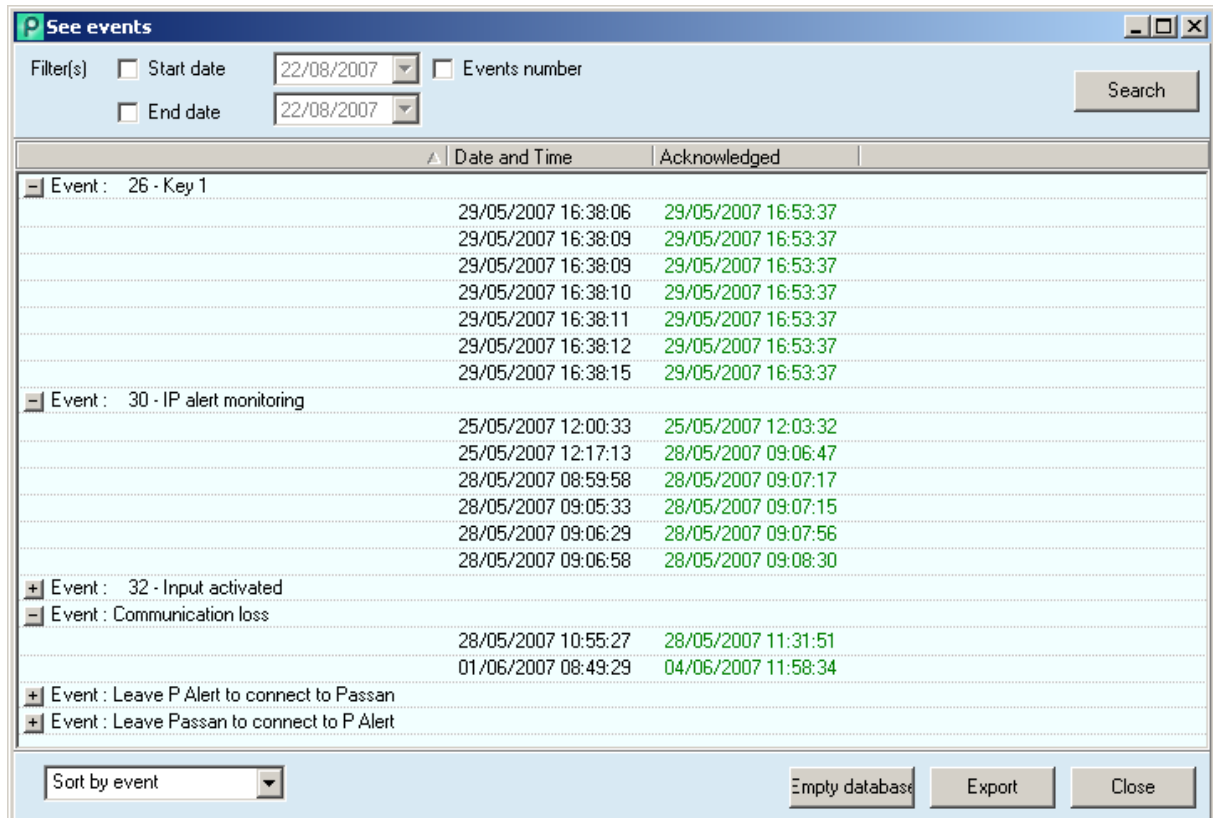 See events
Filter(s) Start date 22/08/2007 Events number
Search
End date 22/08/2007
Date and Time Acknowledged
Event : 26 - Key 1
29/05/2007 16:38:06 29/05/2007 16:53:37
29/05/2007 16:38:09 29/05/2007 16:53:37
29/05/2007 16:38:09 29/05/2007 16:53:37
29/05/2007 16:38:10 29/05/2007 16:53:37
29/05/2007 16:38:11 29/05/2007 16:53:37
29/05/2007 16:38:12 29/05/2007 16:53:37
29/05/2007 16:38:15 29/05/2007 16:53:37
Event : 30 - IP alert monitoring
25/05/2007 12:00:33 25/05/2007 12:03:32
25/05/2007 12:17:13 28/05/2007 09:06:47
28/05/2007 08:59:58 28/05/2007 09:07:17
28/05/2007 09:05:33 28/05/2007 09:07:15
28/05/2007 09:06:29 28/05/2007 09:07:56
28/05/2007 09:06:58 28/05/2007 09:08:30
Event : 32 - Input activated
Event : Communication loss
28/05/2007 10:55:27 28/05/2007 11:31:51
01/06/2007 08:49:29 04/06/2007 11:58:34
Event : Leave P Alert to connect to Passan
Event : Leave Passan to connect to P Alert
Sort by event Empty database Export Close